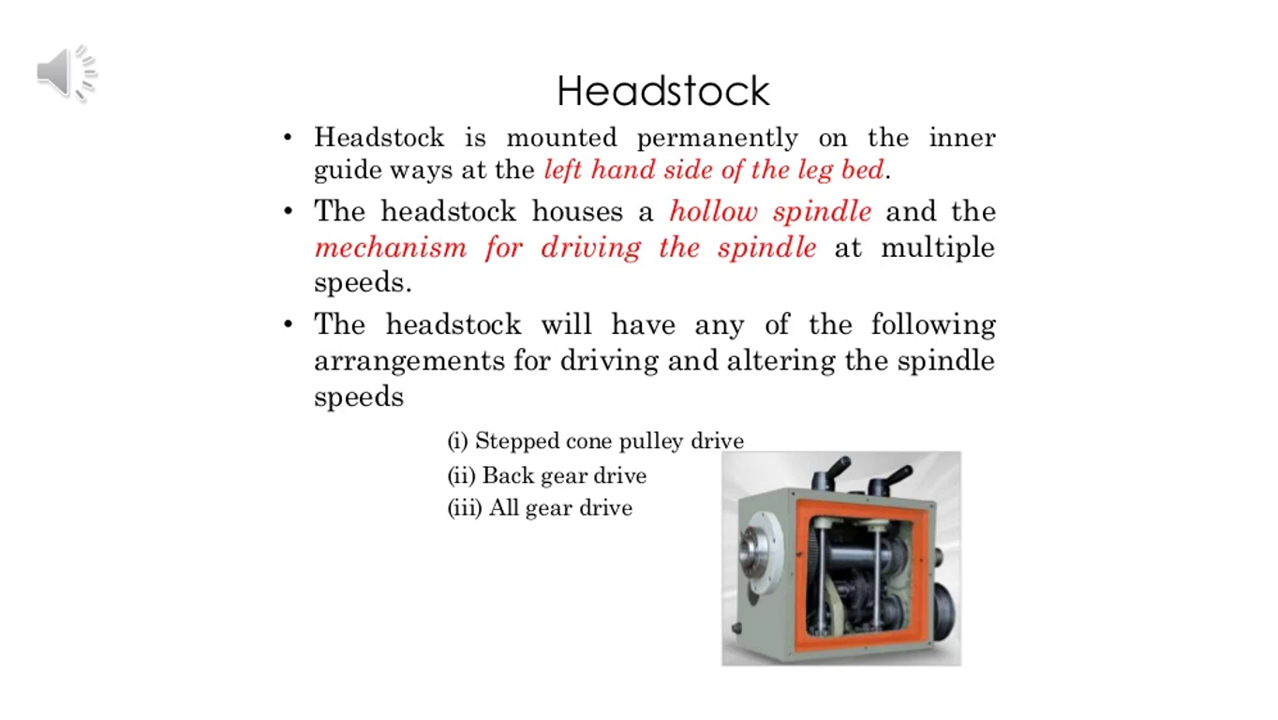 Headstock
• Headstock is mounted permanently on the inner
guide ways at the left hand side of the leg bed.
• The headstock houses a hollow spindle and the
mechanism for driving the spindle at multiple
speeds.
• The headstock will have any of the following
arrangements for driving and altering the spindle
speeds
(i) Stepped cone pulley drive
(ii) Back gear drive
(iii) All gear drive